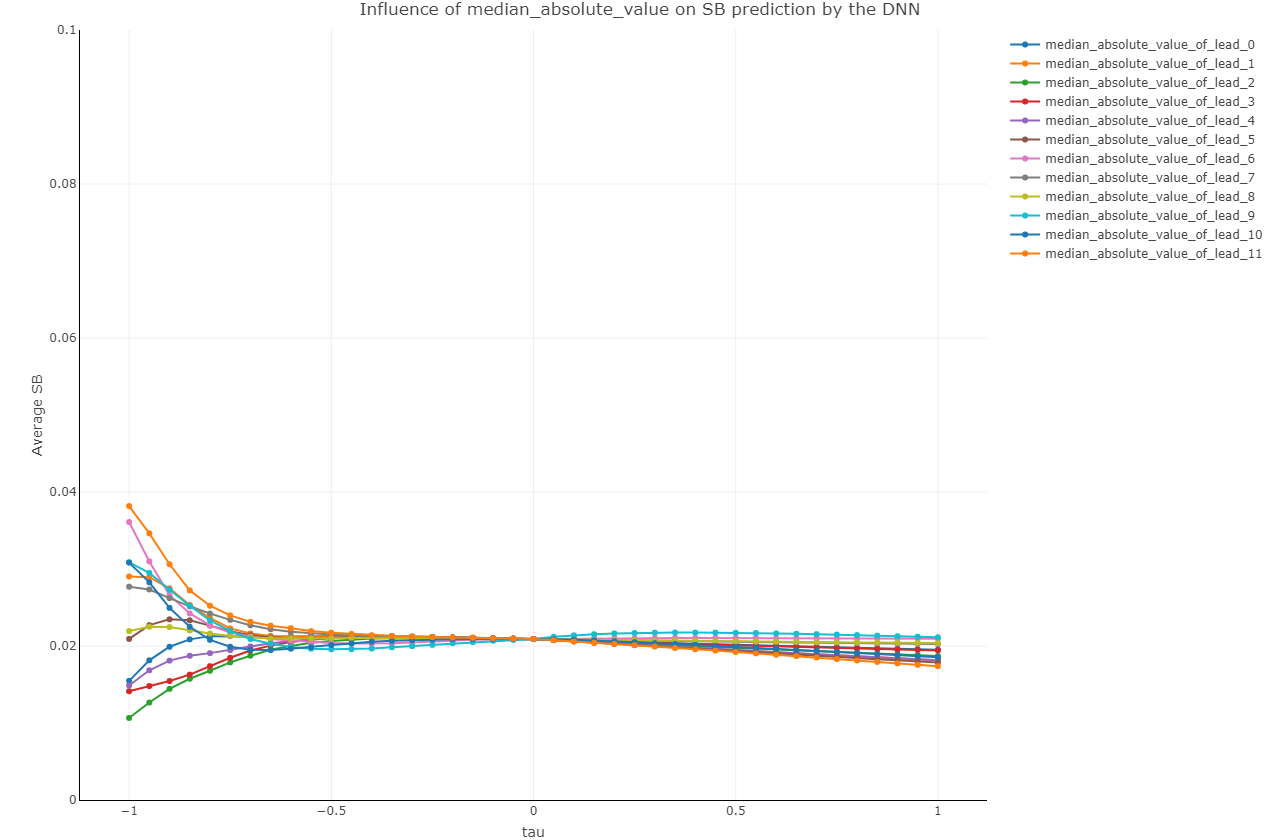 Influence of median_absolute_value on SB prediction by the DNN
0.1
0.08
0.06
0.04
0.02
0
Average SB
−1
−0.5
0
0.5
1
tau
median_absolute_value_of_lead_0
median_absolute_value_of_lead_1
median_absolute_value_of_lead_2
median_absolute_value_of_lead_3
median_absolute_value_of_lead_4
median_absolute_value_of_lead_5
median_absolute_value_of_lead_6
median_absolute_value_of_lead_7
median_absolute_value_of_lead_8
median_absolute_value_of_lead_9
median_absolute_value_of_lead_10
median_absolute_value_of_lead_11